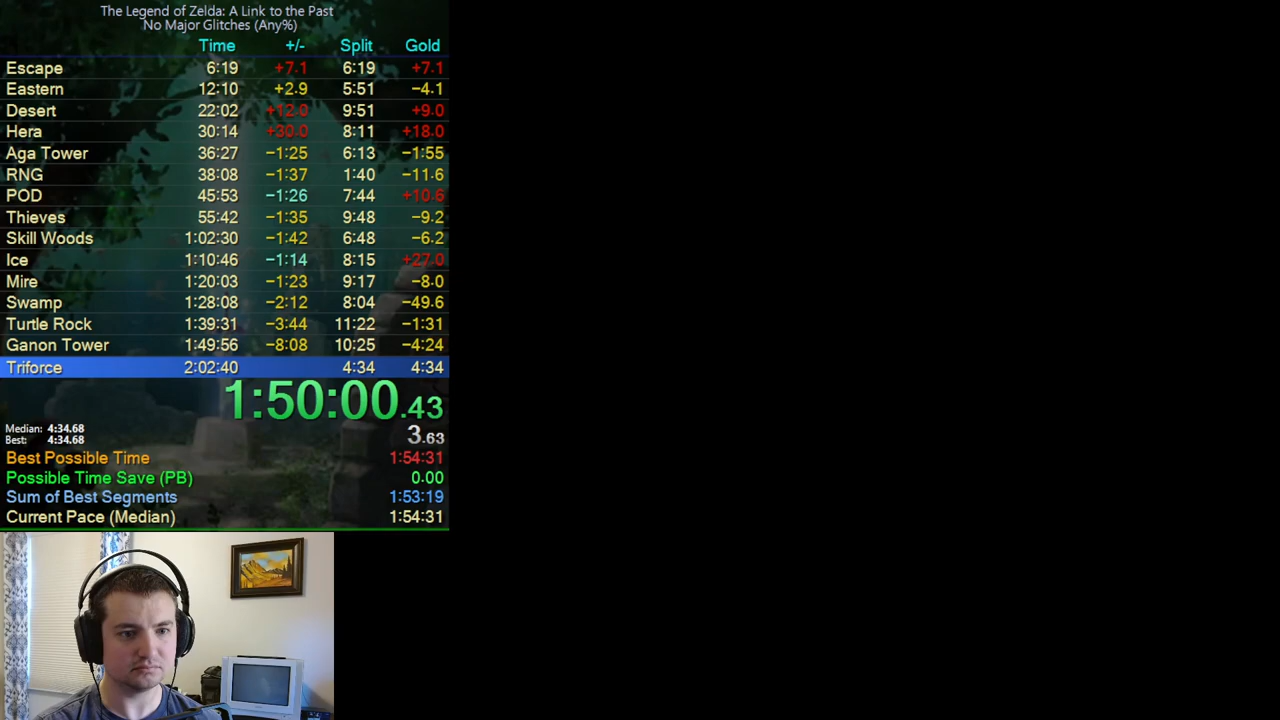 The Legend of Zelda: A Link to the Past
No Major Glitches (Any%)
Time +/- Split Gold
Escape 6:19 +7.1 6:19 +7.1
Eastern 12:10 +2.9 5:51 −4.1
Desert 22:02 +12.0 9:51 +9.0
Hera 30:14 +30.0 8:11 +18.0
Aga Tower 36:27 −1:25 6:13 −1:55
RNG 38:08 −1:37 1:40 −11.6
POD 45:53 −1:26 7:44 +10.6
Thieves 55:42 −1:35 9:48 −9.2
Skill Woods 1:02:30 −1:42 6:48 −6.2
Ice 1:10:46 −1:14 8:15 +27.0
Mire 1:20:03 −1:23 9:17 −8.0
Swamp 1:28:08 −2:12 8:04 −49.6
Turtle Rock 1:39:31 −3:44 11:22 −1:31
Ganon Tower 1:49:56 −8:08 10:25 −4:24
Triforce 2:02:40 4:34 4:34
1:50:00.43
Median: 4:34.68
Best: 4:34.68 3.63
Best Possible Time 1:54:31
Possible Time Save (PB) 0.00
Sum of Best Segments 1:53:19
Current Pace (Median) 1:54:31